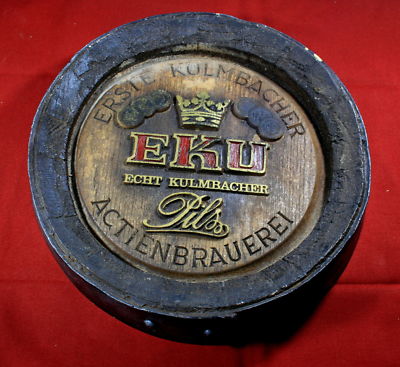 ERSTE KULMBACHER
EKU
ECHT KULMBACHER
Pils
ACTIENBRAUEREI